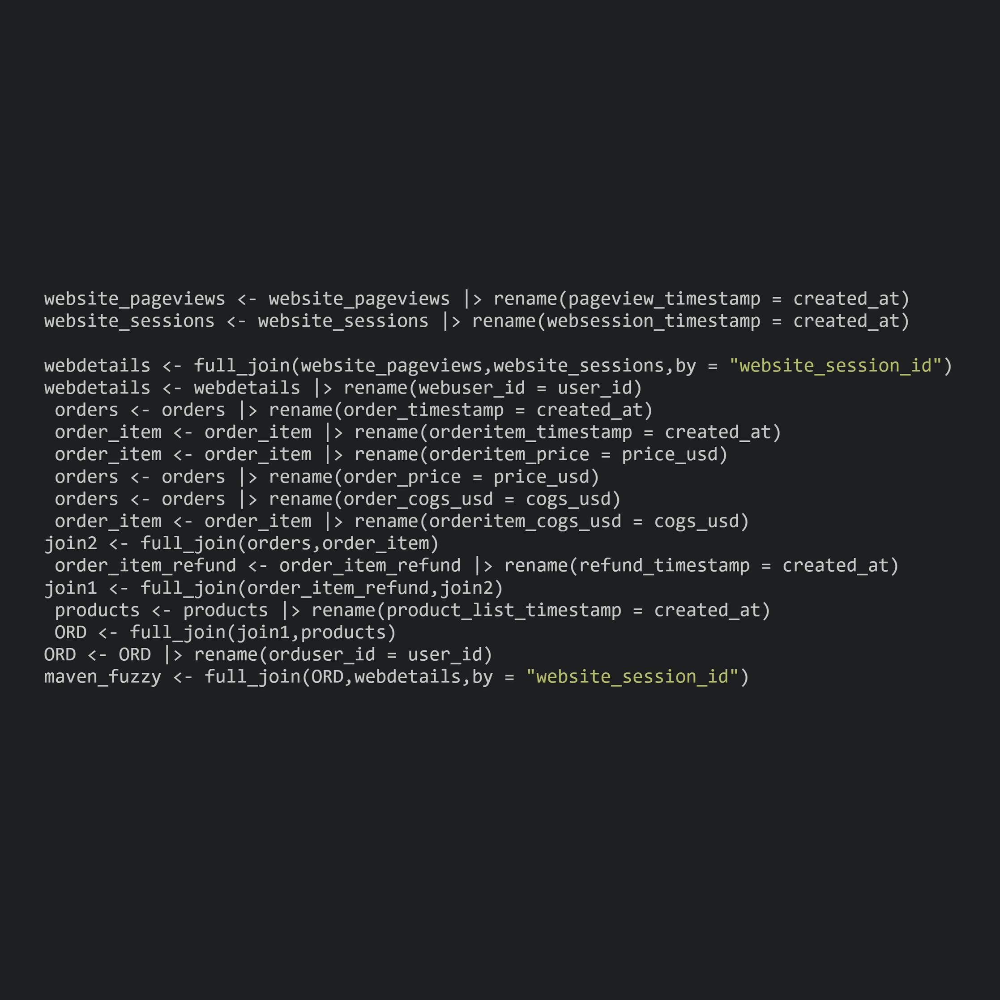 website_pageviews <- website_pageviews |> rename(pageview_timestamp = created_at)
website_sessions <- website_sessions |> rename(websession_timestamp = created_at)

webdetails <- full_join(website_pageviews,website_sessions,by = "website_session_id")
webdetails <- webdetails |> rename(webuser_id = user_id)
 orders <- orders |> rename(order_timestamp = created_at)
 order_item <- order_item |> rename(orderitem_timestamp = created_at)
 order_item <- order_item |> rename(orderitem_price = price_usd)
 orders <- orders |> rename(order_price = price_usd)
 orders <- orders |> rename(order_cogs_usd = cogs_usd)
 order_item <- order_item |> rename(orderitem_cogs_usd = cogs_usd)
join2 <- full_join(orders,order_item)
 order_item_refund <- order_item_refund |> rename(refund_timestamp = created_at)
join1 <- full_join(order_item_refund,join2)
 products <- products |> rename(product_list_timestamp = created_at)
 ORD <- full_join(join1,products)
ORD <- ORD |> rename(orduser_id = user_id)
maven_fuzzy <- full_join(ORD,webdetails,by = "website_session_id")